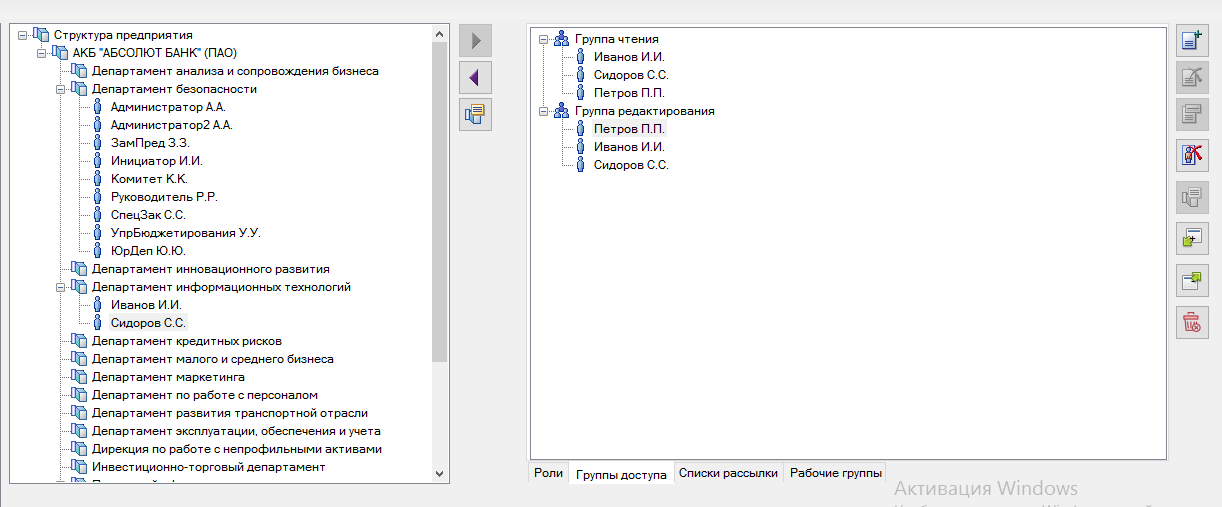 Структура предприятия
АКБ "АБСОЛЮТ БАНК" (ПАО)
Департамент анализа и сопровождения бизнеса
Департамент безопасности
Администратор А.А.
Администратор2 А.А.
ЗамПред З.З.
Инициатор И.И.
Комитет К.К.
Руководитель Р.Р.
СпецЗак С.С.
УпрБюджетирования У.У.
ЮрДеп Ю.Ю.
Департамент инновационного развития
Департамент информационных технологий
Иванов И.И.
Сидоров С.С.
Департамент кредитных рисков
Департамент малого и среднего бизнеса
Департамент маркетинга
Департамент по работе с персоналом
Департамент развития транспортной отрасли
Департамент эксплуатации, обеспечения и учета
Дирекция по работе с непрофильными активами
Инвестиционно-торговый департамент
Группа чтения
Иванов И.И.
Сидоров С.С.
Петров П.П.
Группа редактирования
Петров П.П.
Иванов И.И.
Сидоров С.С.
Роли Группы доступа Списки рассылки Рабочие группы
Активация Windows